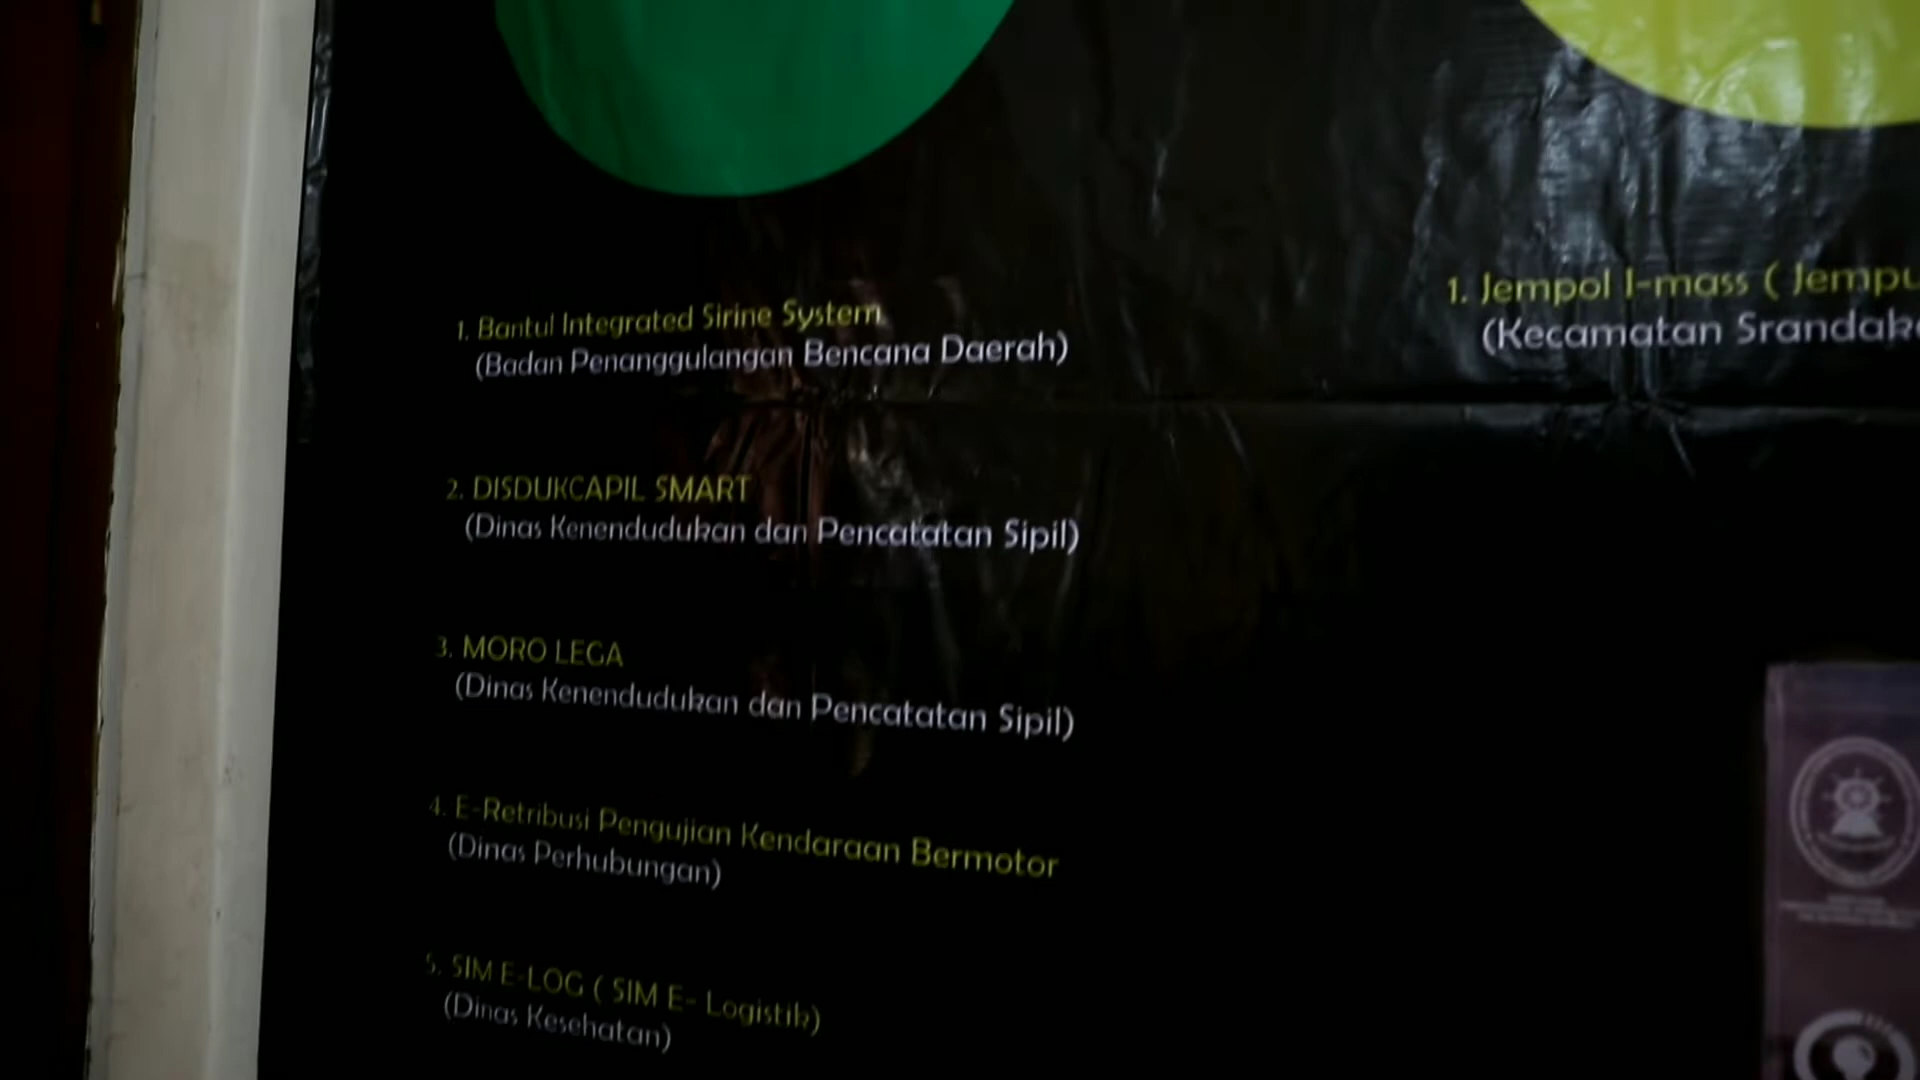 1. Bantul Integrated Sirine System
(Badan Penanggulangan Bencana Daerah)
2. DISDUKCAPIL SMART
(Dinas Kenendudukan dan Pencatatan Sipil)
3. MORO LEGA
(Dinas Kenendudukan dan Pencatatan Sipil)
4. E-Retribusi Pengujian Kendaraan Bermotor
(Dinas Perhubungan)
5. SIM E-LOG ( SIM E- Logistik)
(Dinas Kesehatan)
1. Jempol I-mass ( Jempu
(Kecamatan Srandak